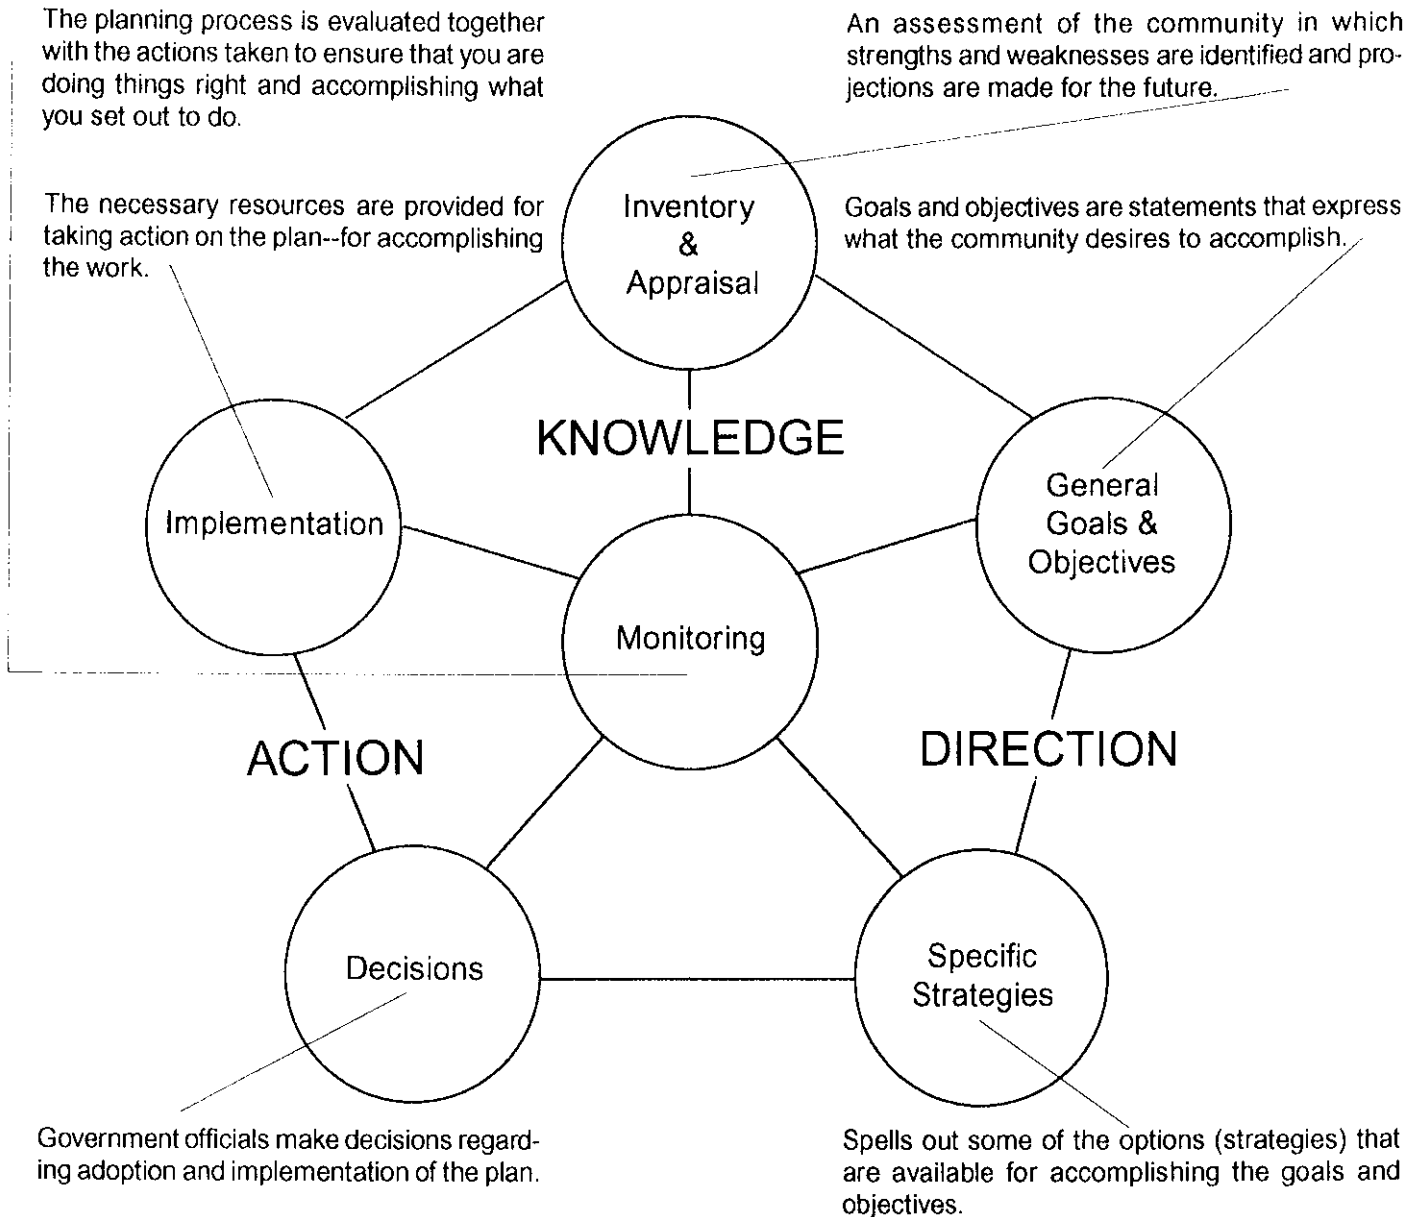 The planning process is evaluated together
with the actions taken to ensure that you are
doing things right and accomplishing what
you set out to do.
An assessment of the community in which
strengths and weaknesses are identified and pro-
jections are made for the future.
The necessary resources are provided for
taking action on the plan--for accomplishing
the work.
Inventory
&
Appraisal
Goals and objectives are statements that express
what the community desires to accomplish.
KNOWLEDGE
Implementation
General
Goals &
Objectives
Monitoring
ACTION
DIRECTION
Decisions
Specific
Strategies
Government officials make decisions regard-
ing adoption and implementation of the plan.
Spells out some of the options (strategies) that
are available for accomplishing the goals and
objectives.